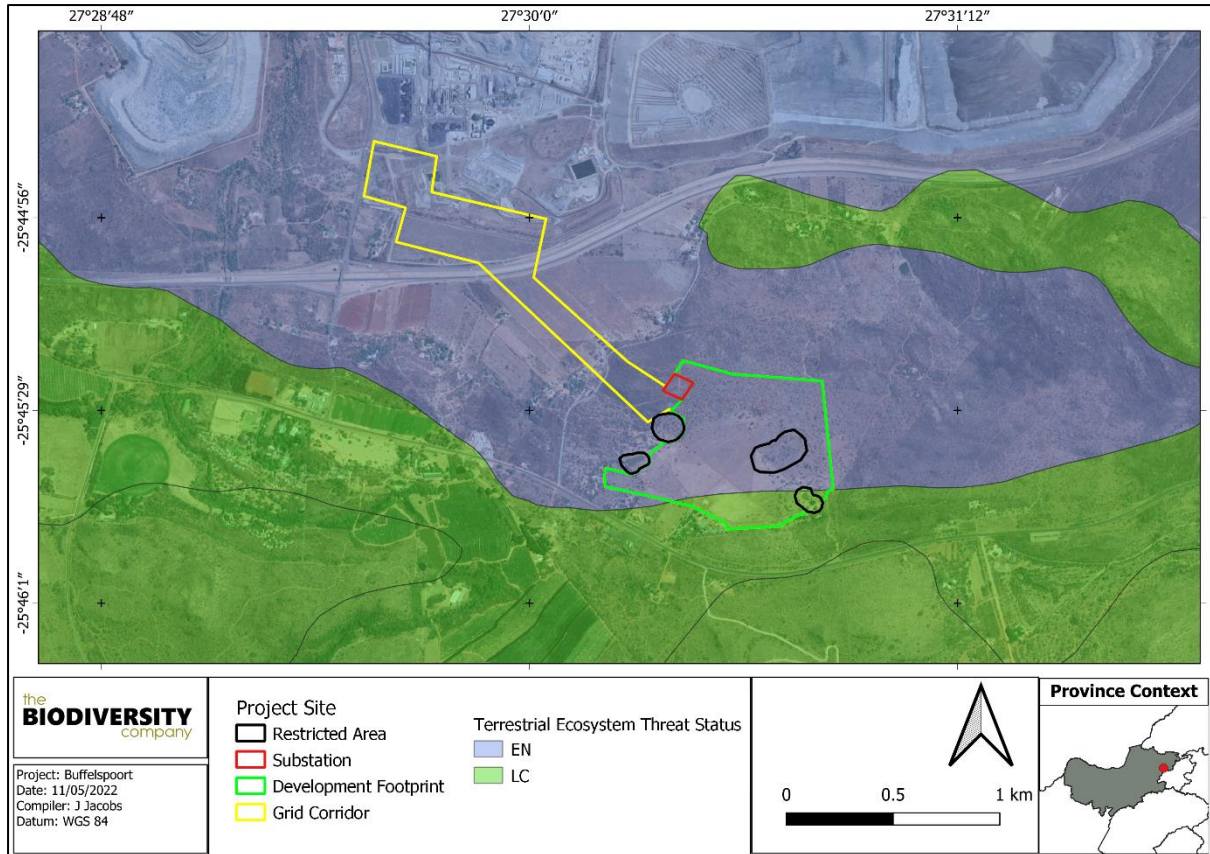 27°28'48"
27°30'0"
27°31'12"
-25°44'56"
-25°45'29"
-25°46'1"
the
BIODIVERSITY
company
Project: Buffelspoort
Date: 11/05/2022
Compiler: J Jacobs
Datum: WGS 84
Project Site
Restricted Area
Substation
Development Footprint
Grid Corridor
Terrestrial Ecosystem Threat Status
EN
LC
0
0.5
1 km
Province Context